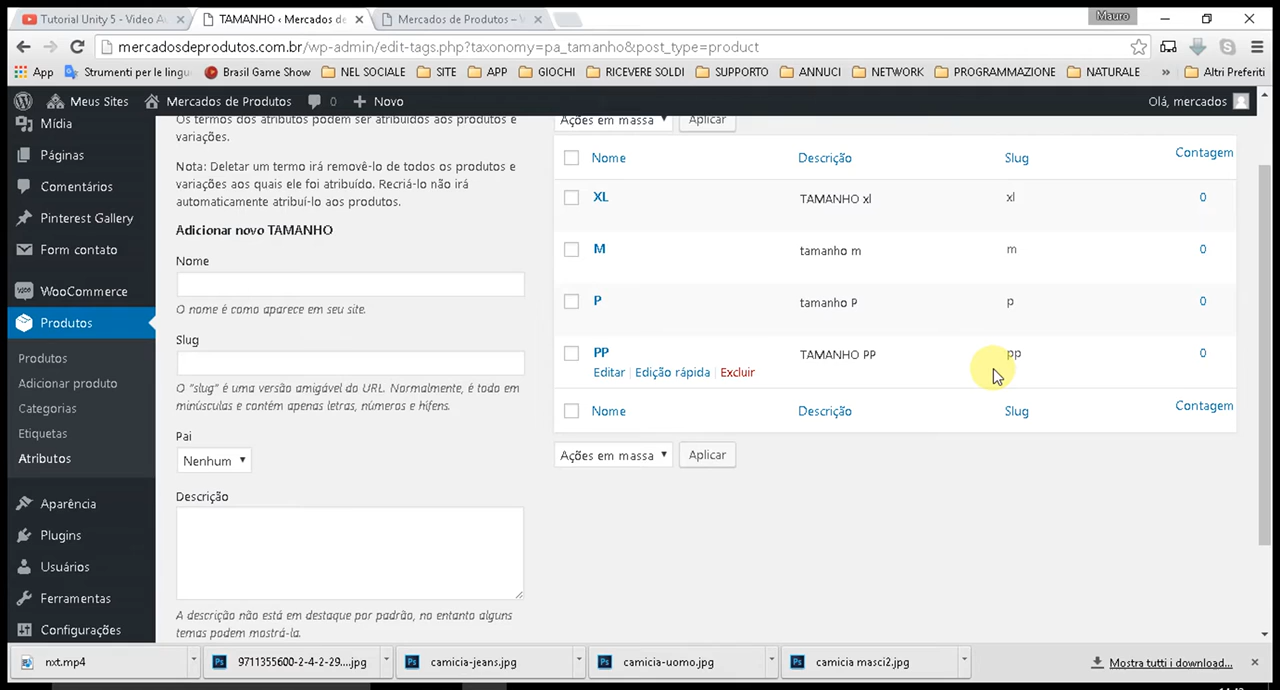 Tutorial Unity 5 - Video A
TAMANHO ‹ Mercados de
Mercados de Produtos –
Mauro
mercadosdeprodutos.com.br/wp-admin/edit-tags.php?taxonomy=pa_tamanho&post_type=product
App
Strumenti per le lingu
Brasil Game Show
NEL SOCIALE
SITE
APP
GIOCHI
RICEVERE SOLDI
SUPPORTO
ANNUCI
NETWORK
PROGRAMMAZIONE
NATURALE
»
Altri Preferiti
Meus Sites
Mercados de Produtos
0
+ Novo
Olá, mercados
Mídia
Páginas
Comentários
Pinterest Gallery
Form contato
WooCommerce
Produtos
Produtos
Adicionar produto
Categorias
Etiquetas
Atributos
Aparência
Plugins
Usuários
Ferramentas
Configurações
Os termos dos atributos podem ser atribuídos aos produtos e
variações.
Nota: Deletar um termo irá removê-lo de todos os produtos e
variações aos quais ele foi atribuído. Recriá-lo não irá
automaticamente atribuí-lo aos produtos.
Adicionar novo TAMANHO
Nome
O nome é como aparece em seu site.
Slug
O "slug" é uma versão amigável da URL. Normalmente, é todo em
minúsculas e contém apenas letras, números e hífens.
Pai
Nenhum
Descrição
A descrição não está em destaque por padrão, no entanto alguns
temas podem mostrá-la.
Ações em massa
Aplicar
Nome
Descrição
Slug
Contagem
XL
TAMANHO xl
xl
0
M
tamanho m
m
0
P
tamanho P
p
0
PP
TAMANHO PP
pp
0
Editar | Edição rápida | Excluir
Nome
Descrição
Slug
Contagem
Ações em massa
Aplicar
nxt.mp4
9711355600-2-4-2-29....jpg
camicia-jeans.jpg
camicia-uomo.jpg
camicia masci2.jpg
Mostra tutti i download...